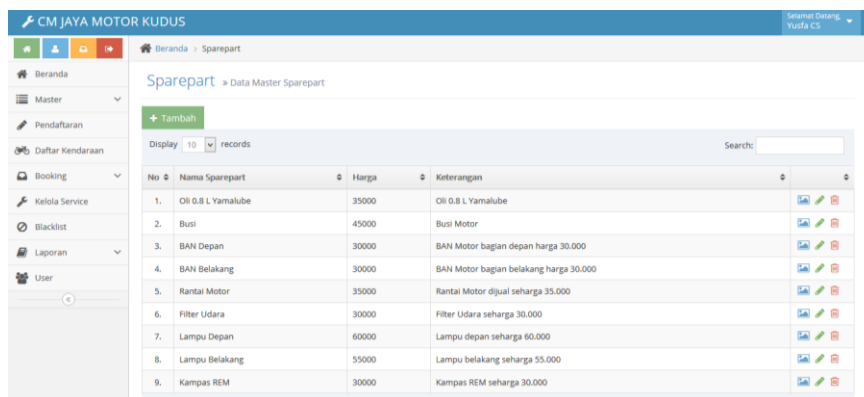 CM JAYA MOTOR KUDUS
Selamat Datang,
Yusfa CS
Beranda > Sparepart
Beranda
Master
Pendaftaran
Daftar Kendaraan
Booking
Kelola Service
Blacklist
Laporan
User
Sparepart » Data Master Sparepart
+ Tambah
Display 10 records Search:
No Nama Sparepart Harga Keterangan
1. Oli 0.8 L Yamalube 35000 Oli 0.8 L Yamalube
2. Busi 45000 Busi Motor
3. BAN Depan 30000 BAN Motor bagian depan harga 30.000
4. BAN Belakang 30000 BAN Motor bagian belakang harga 30.000
5. Rantai Motor 35000 Rantai Motor dijual seharga 35.000
6. Filter Udara 30000 Filter Udara seharga 30.000
7. Lampu Depan 60000 Lampu depan seharga 60.000
8. Lampu Belakang 55000 Lampu belakang seharga 55.000
9. Kampas REM 30000 Kampas REM seharga 30.000